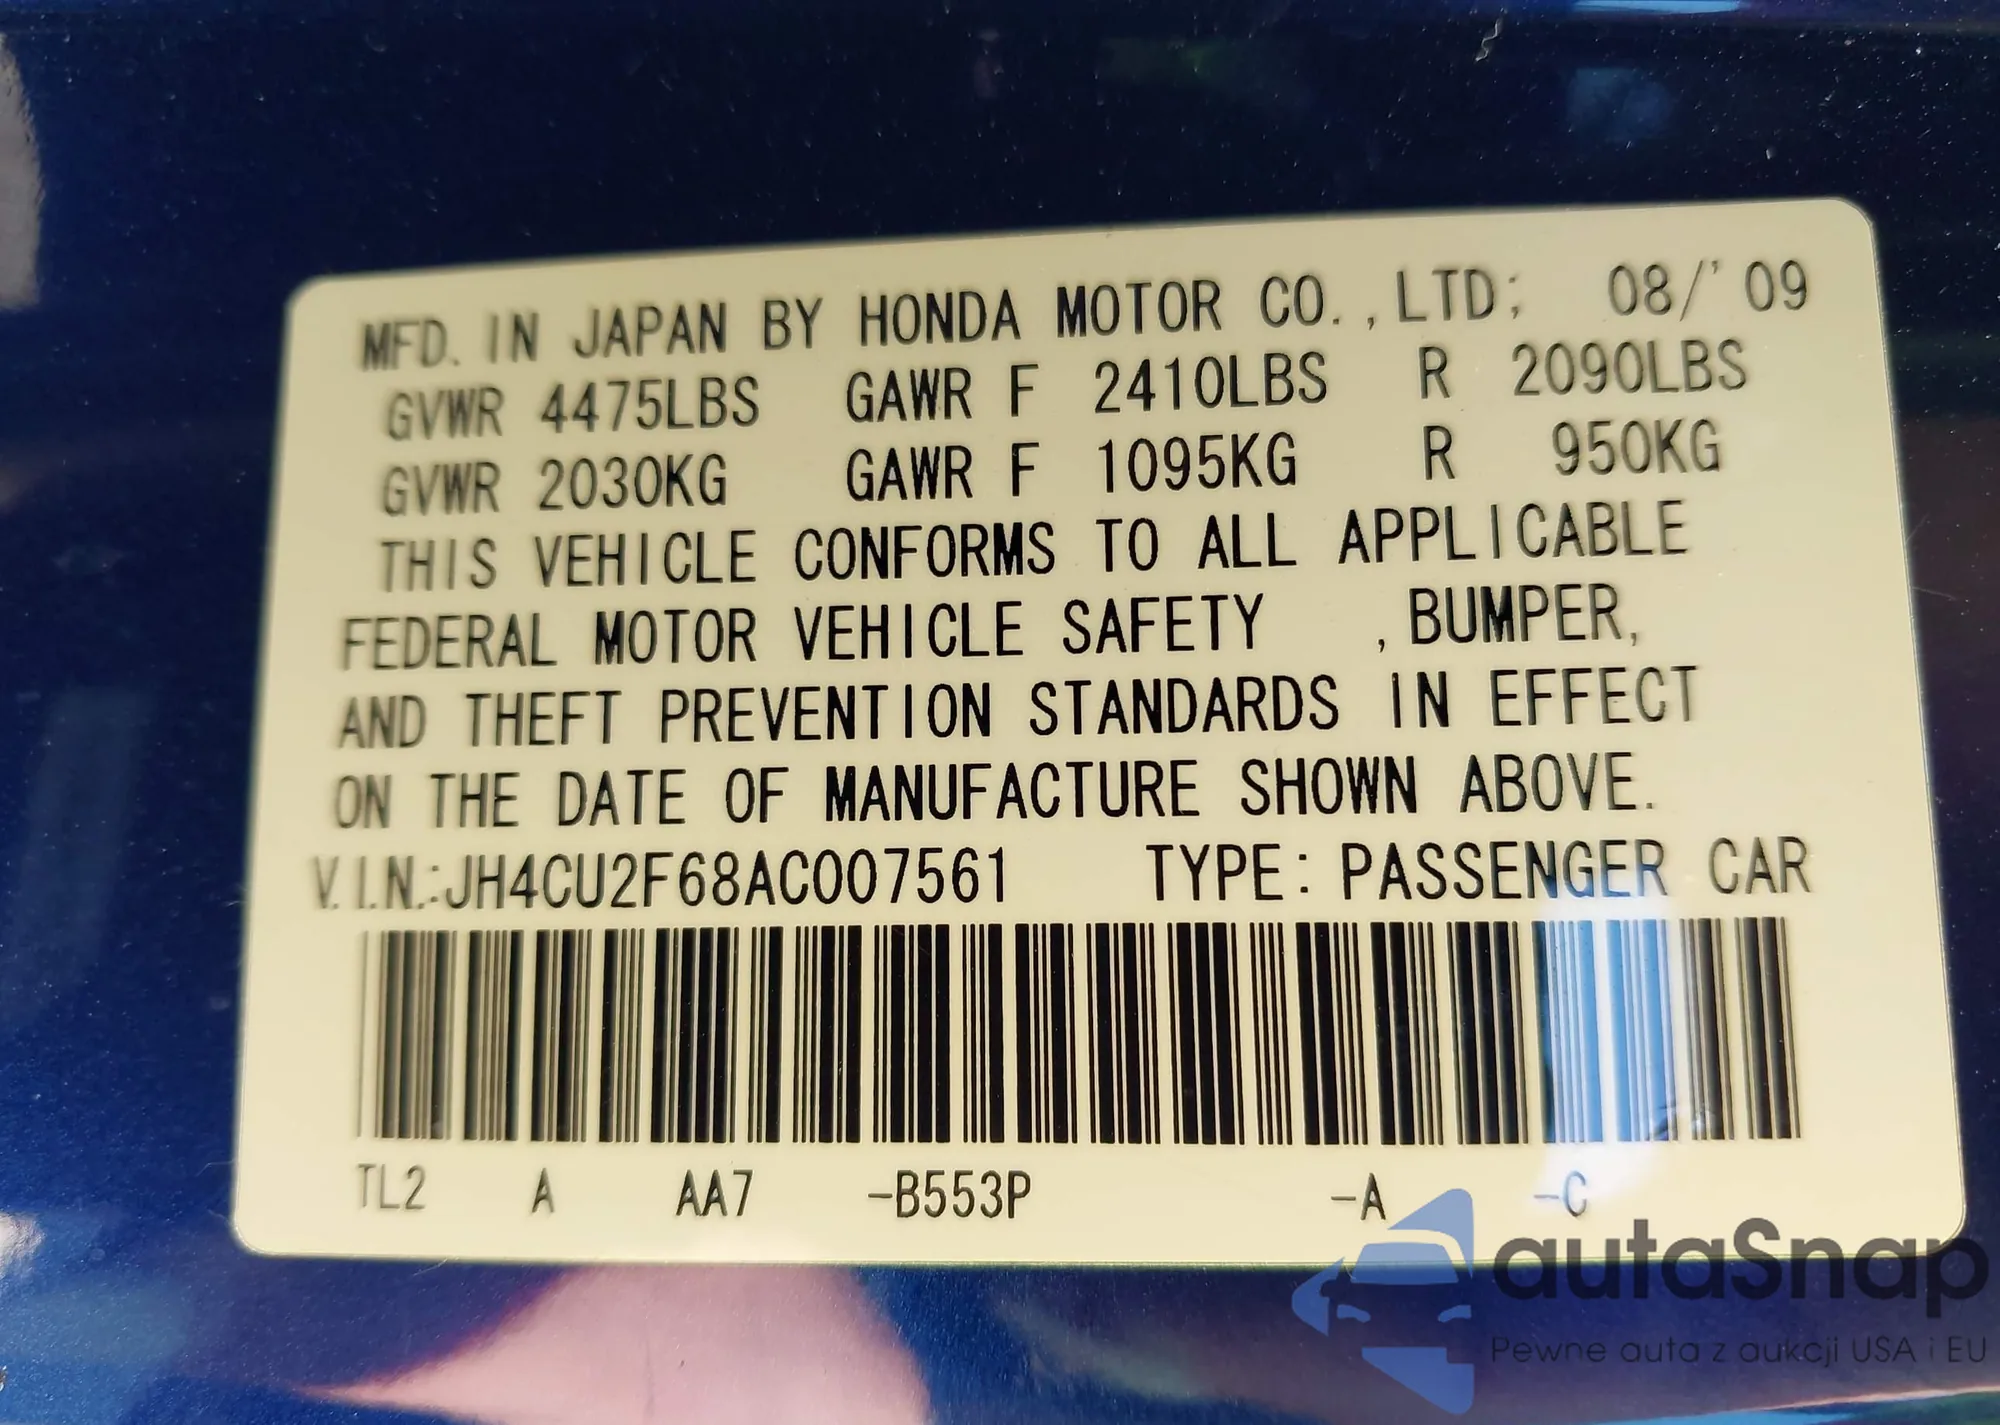 MFD. IN JAPAN BY HONDA MOTOR CO.,LTD; 08/'09
GVWR 4475LBS GAWR F 2410LBS R 2090LBS
GVWR 2030KG GAWR F 1095KG R 950KG
THIS VEHICLE CONFORMS TO ALL APPLICABLE
FEDERAL MOTOR VEHICLE SAFETY ,BUMPER,
AND THEFT PREVENTION STANDARDS IN EFFECT
ON THE DATE OF MANUFACTURE SHOWN ABOVE.
V.I.N.:JH4CU2F68AC007561 TYPE: PASSENGER CAR
TL2 A AA7 -B553P -A -C
autaSnap
Pewne auta z aukcji USA i EU